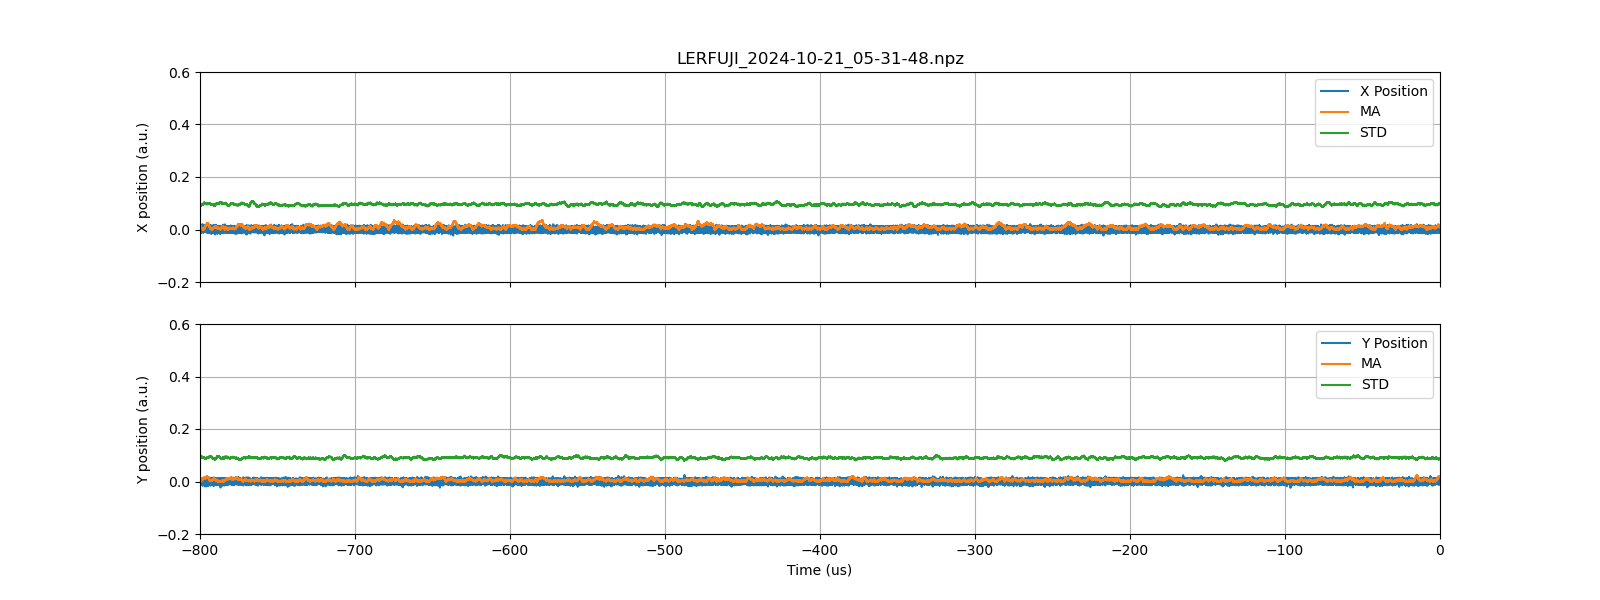 LERFUJI_2024-10-21_05-31-48.npz
0.6
0.4
0.2
0.0
−0.2
X position (a.u.)
X Position
MA
STD
0.6
0.4
0.2
0.0
−0.2
Y position (a.u.)
Y Position
MA
STD
−800 −700 −600 −500 −400 −300 −200 −100 0
Time (us)